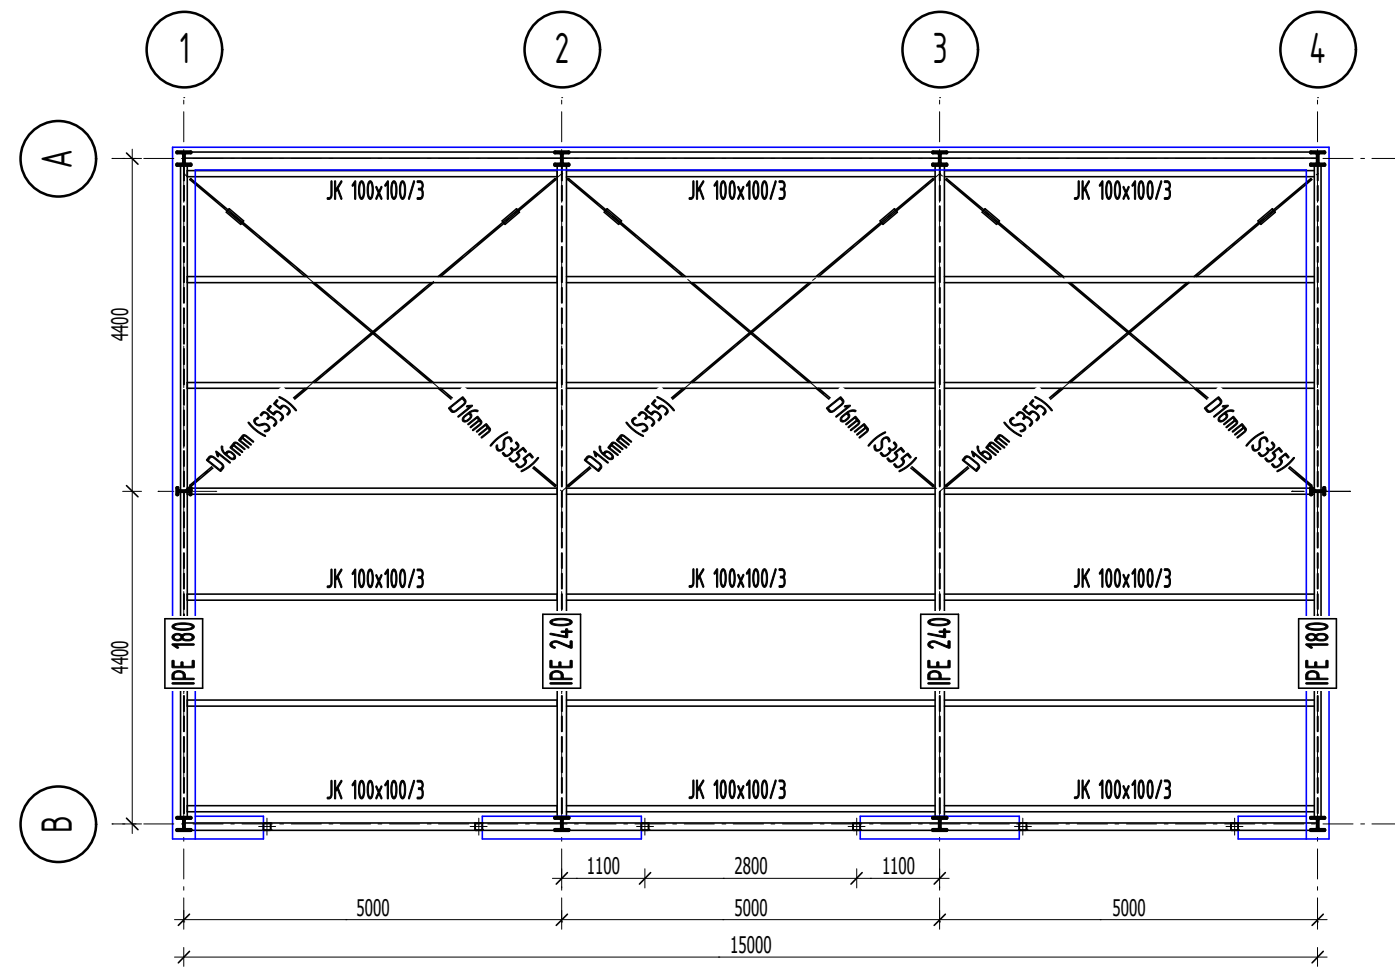 1
2
3
4
A
JK 100x100/3
JK 100x100/3
JK 100x100/3
4400
D16mm (S355)
D16mm (S355)
D16mm (S355)
D16mm (S355)
D16mm (S355)
D16mm (S355)
JK 100x100/3
JK 100x100/3
JK 100x100/3
4400
IPE 180
IPE 240
IPE 240
IPE 180
JK 100x100/3
JK 100x100/3
JK 100x100/3
B
1100
2800
1100
5000
5000
5000
15000